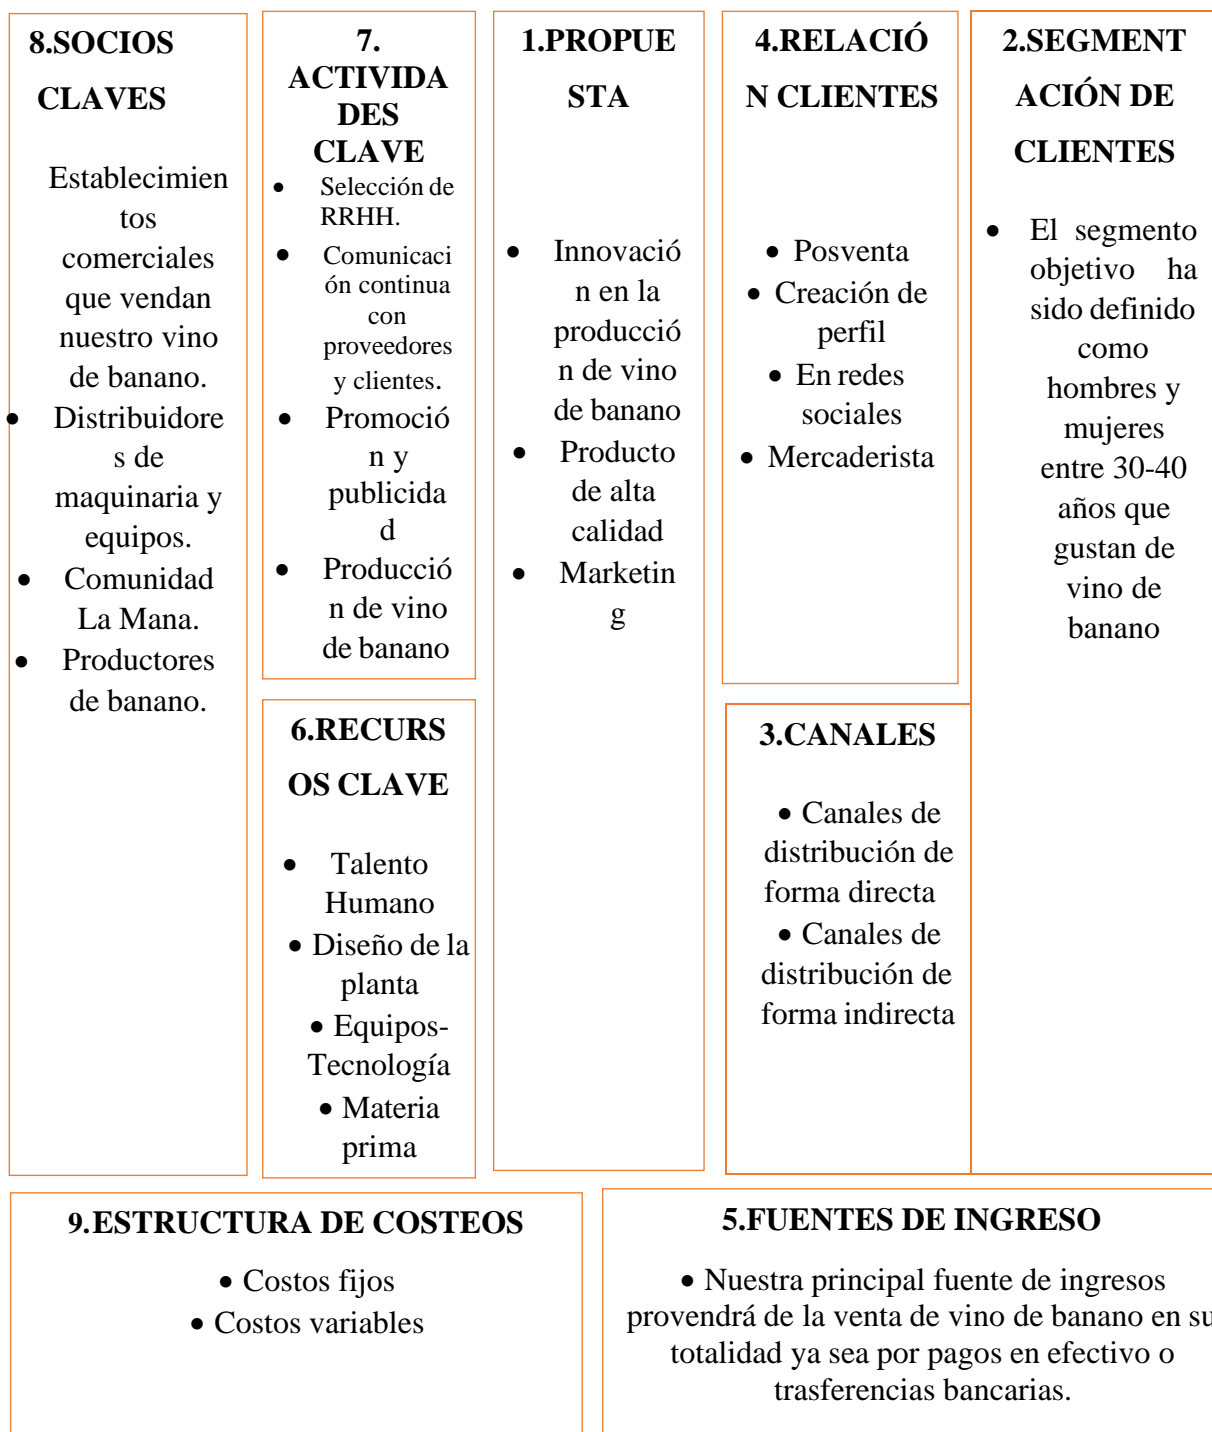 8.SOCIOS
CLAVES
Establecimien
tos
comerciales
que vendan
nuestro vino
de banano.
• Distribuidore
s de
maquinaria y
equipos.
• Comunidad
La Mana.
• Productores
de banano.
7.
ACTIVIDA
DES
CLAVE
• Selección de
RRHH.
• Comunicaci
ón continua
con
proveedores
y clientes.
• Promoció
n y
publicida
d
• Producció
n de vino
de banano
6.RECURS
OS CLAVE
• Talento
Humano
• Diseño de la
planta
• Equipos-
Tecnología
• Materia
prima
1.PROPUE
STA
• Innovació
n en la
producció
n de vino
de banano
• Producto
de alta
calidad
• Marketin
g
4.RELACIÓ
N CLIENTES
• Posventa
• Creación de
perfil
• En redes
sociales
• Mercaderista
3.CANALES
• Canales de
distribución de
forma directa
• Canales de
distribución de
forma indirecta
2.SEGMENT
ACIÓN DE
CLIENTES
• El segmento
objetivo ha
sido definido
como
hombres y
mujeres
entre 30-40
años que
gustan de
vino de
banano
9.ESTRUCTURA DE COSTEOS
• Costos fijos
• Costos variables
5.FUENTES DE INGRESO
• Nuestra principal fuente de ingresos
provendrá de la venta de vino de banano en su
totalidad ya sea por pagos en efectivo o
trasferencias bancarias.